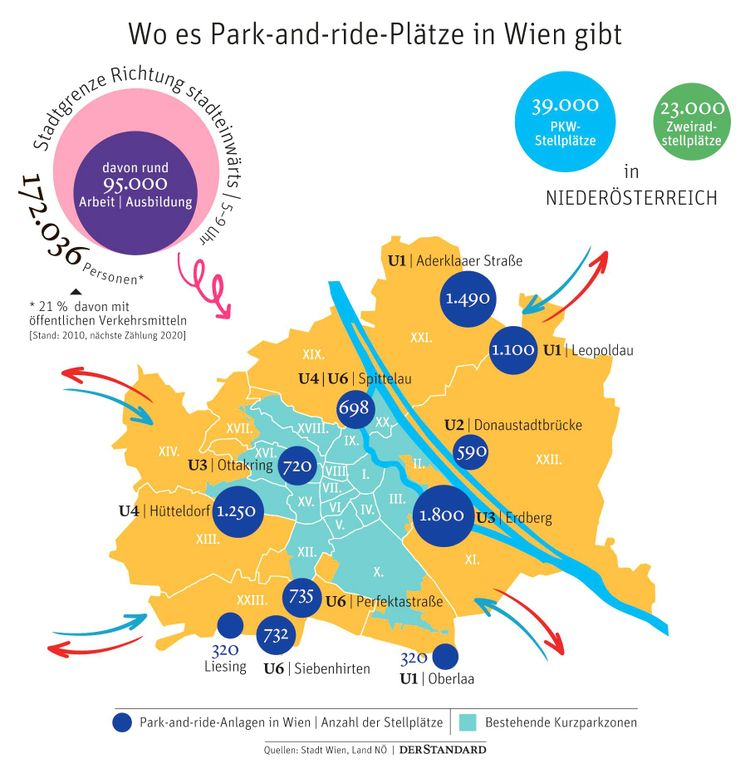 Wo es Park-and-ride-Plätze in Wien gibt
Stadtgrenze Richtung stadteinwärts | 5–9 Uhr
davon rund
95.000
Arbeit | Ausbildung
172.036 Personen*
* 21 % davon mit
öffentlichen Verkehrsmitteln
[Stand: 2010, nächste Zählung 2020]
39.000
PKW-
Stellplätze
23.000
Zweirad-
stellplätze
in
NIEDERÖSTERREICH
U1 | Aderklaaer Straße
1.490
XXI.
1.100
U1 | Leopoldau
XIX.
U4 | U6 | Spittelau
698
U2 | Donaustadtbrücke
590
XXII.
XVII.
XVIII.
IX.
XX.
XIV.
XVI.
U3 | Ottakring
720
VIII.
I.
II.
VII.
U4 | Hütteldorf
1.250
XV.
VI.
IV.
III.
V.
1.800
U3 | Erdberg
XIII.
XII.
X.
XI.
XXIII.
735
U6 | Perfektastraße
320
Liesing
732
U6 | Siebenhirten
320
U1 | Oberlaa
Park-and-ride-Anlagen in Wien | Anzahl der Stellplätze
Bestehende Kurzparkzonen
Quellen: Stadt Wien, Land NÖ | DERSTANDARD